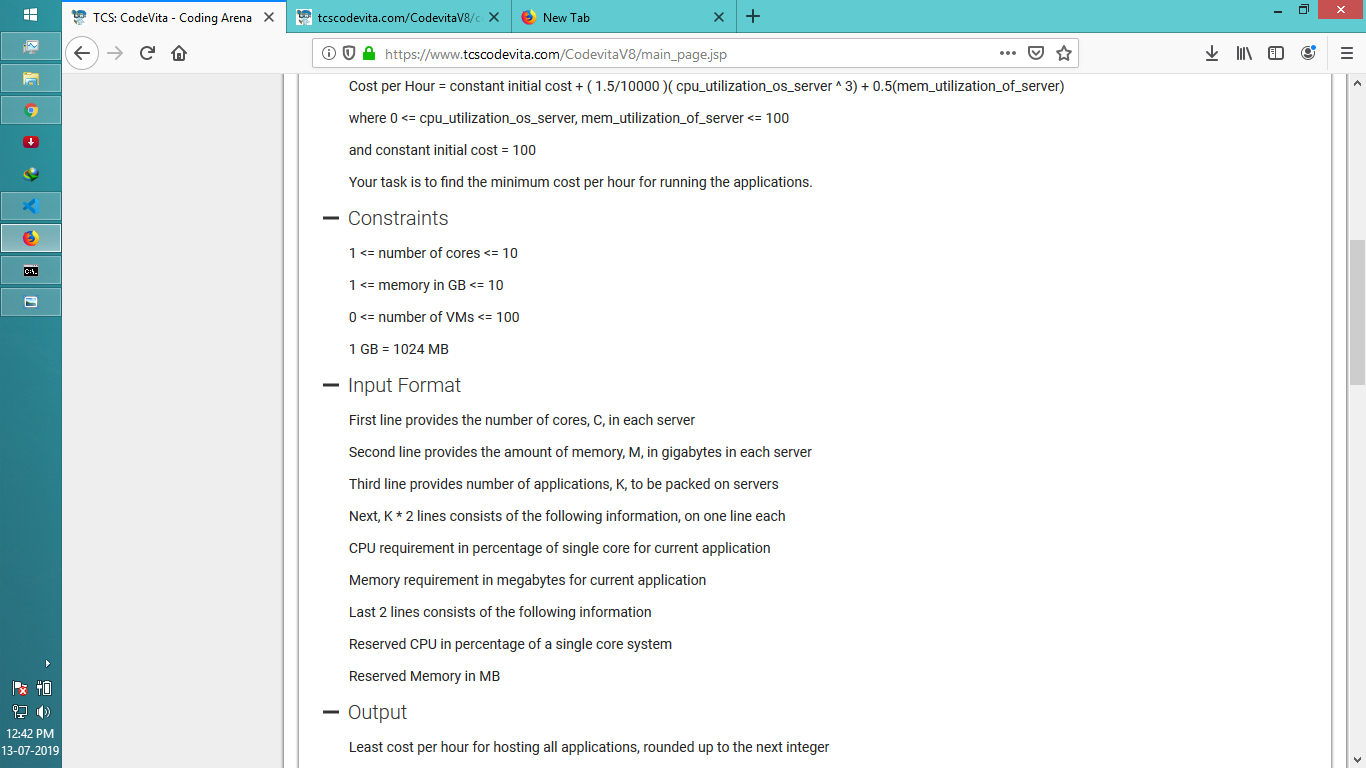 TCS: CodeVita - Coding Arena
tcscodevita.com/CodevitaV8/c
New Tab
https://www.tcscodevita.com/CodevitaV8/main_page.jsp
Cost per Hour = constant initial cost + ( 1.5/10000 )( cpu_utilization_os_server ^ 3) + 0.5(mem_utilization_of_server)
where 0 <= cpu_utilization_os_server, mem_utilization_of_server <= 100
and constant initial cost = 100
Your task is to find the minimum cost per hour for running the applications.
Constraints
1 <= number of cores <= 10
1 <= memory in GB <= 10
0 <= number of VMs <= 100
1 GB = 1024 MB
Input Format
First line provides the number of cores, C, in each server
Second line provides the amount of memory, M, in gigabytes in each server
Third line provides number of applications, K, to be packed on servers
Next, K * 2 lines consists of the following information, on one line each
CPU requirement in percentage of single core for current application
Memory requirement in megabytes for current application
Last 2 lines consists of the following information
Reserved CPU in percentage of a single core system
Reserved Memory in MB
Output
Least cost per hour for hosting all applications, rounded up to the next integer
12:42 PM
13-07-2019